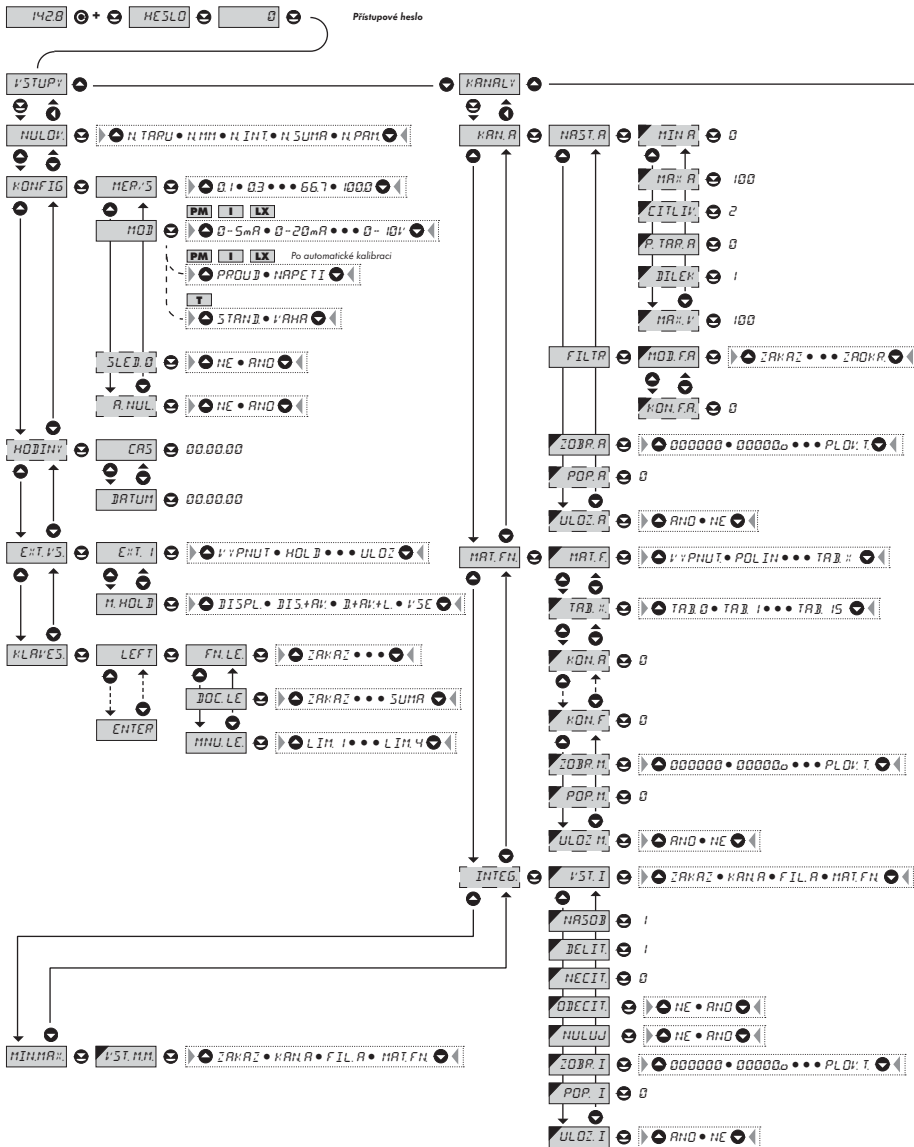 142.8 + HESLO 0 Přístupové heslo
VSTUPY
NULOV. N. TARU • N. MM • N. INT. • N. SUMA • N. PAM.
KONFIG
MER/S 0.1 • 0.3 ••• 66.7 • 100.0
MOD
PM I LX
0-5mA • 0-20mA ••• 0-10V
PM I LX Po automatické kalibraci
PROUD • NAPETI
T
STAND. • VAHA
SLED. 0 NE • ANO
A. NUL. NE • ANO
HODINY
CAS 00.00.00
DATUM 00.00.00
EXT. VS.
EXT. 1 VYPNUT • HOLD ••• ULOZ
M. HOLD DISPL. • DIS.+AV. • D.+AV.+L. • VSE
KLAVES.
LEFT
FN. LE. ZAKAZ •••
DOC. LE ZAKAZ ••• SUMA
MNU. LE. LIM. 1 ••• LIM. 4
ENTER
KANALY
KAN. A
NAST. A
MIN A 0
MAX A 100
CITLIV. 2
P. TAR. A 0
DILEK 1
MAX. V 100
FILTR
MOD. F. A ZAKAZ ••• ZAOKR.
KON. F. A. 0
ZOBR. A 000000 • 00000.0 ••• PLOV. T.
POP. A 0
ULOZ. A ANO • NE
MAT. FN.
MAT. F. VYPNUT. • POLIN ••• TAB. X
TAB. X. TAB. 0 • TAB. 1 ••• TAB. 15
KON. A 0
KON. F 0
ZOBR. M. 000000 • 00000.0 ••• PLOV. T.
POP. M. 0
ULOZ M. ANO • NE
INTEG.
VST. I ZAKAZ • KAN. A • FIL. A • MAT. FN.
NASOB 1
DELIT. 1
NECIT. 0
ODECIT. NE • ANO
NULUJ NE • ANO
ZOBR. I 000000 • 00000.0 ••• PLOV. T.
POP. I 0
ULOZ. I ANO • NE
MIN.MAX. VST. M.M. ZAKAZ • KAN. A • FIL. A • MAT. FN.